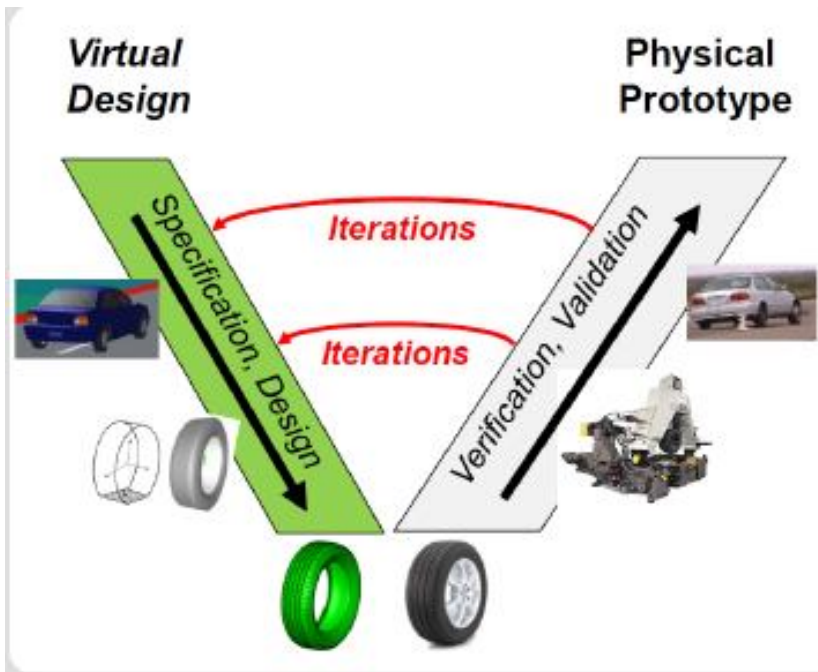 Virtual
Design
Physical
Prototype
Specification, Design
Iterations
Iterations
Verification, Validation